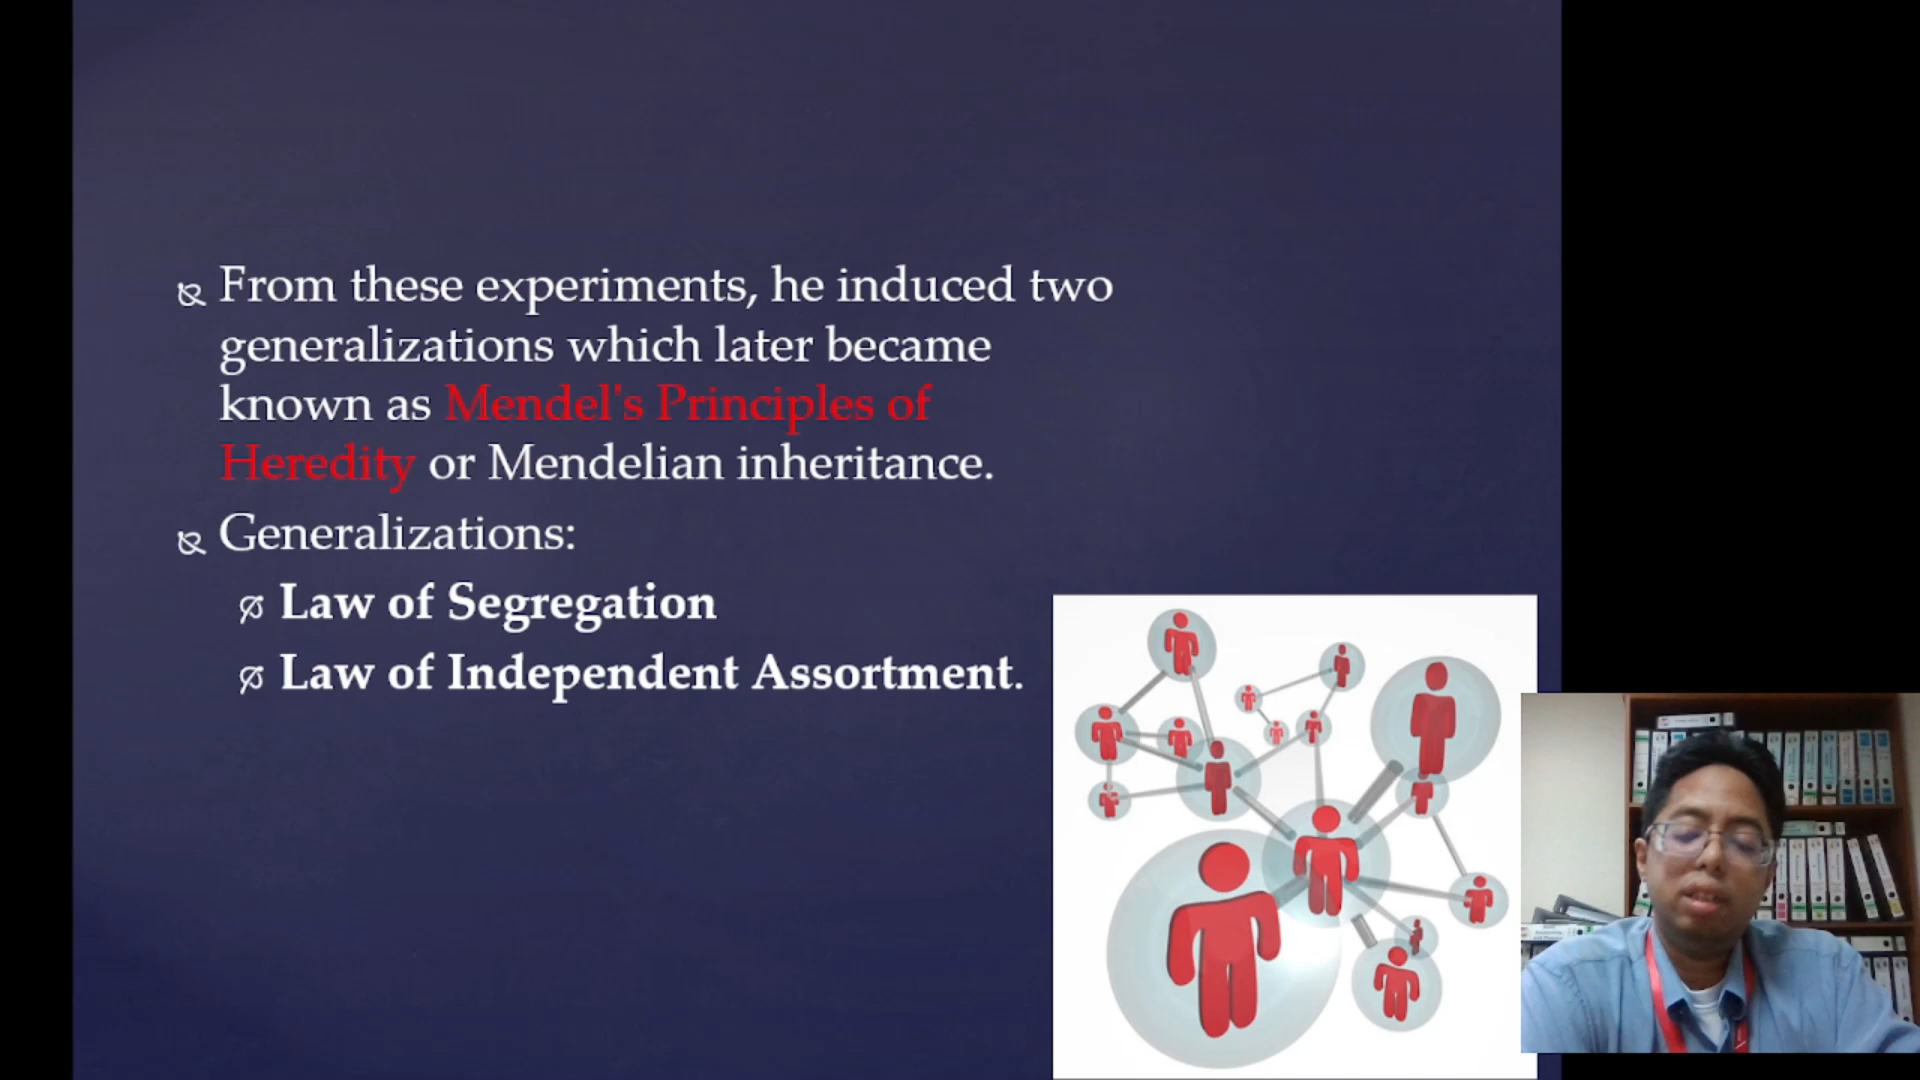 From these experiments, he induced two
generalizations which later became
known as Mendel's Principles of
Heredity or Mendelian inheritance.
Generalizations:
Law of Segregation
Law of Independent Assortment.